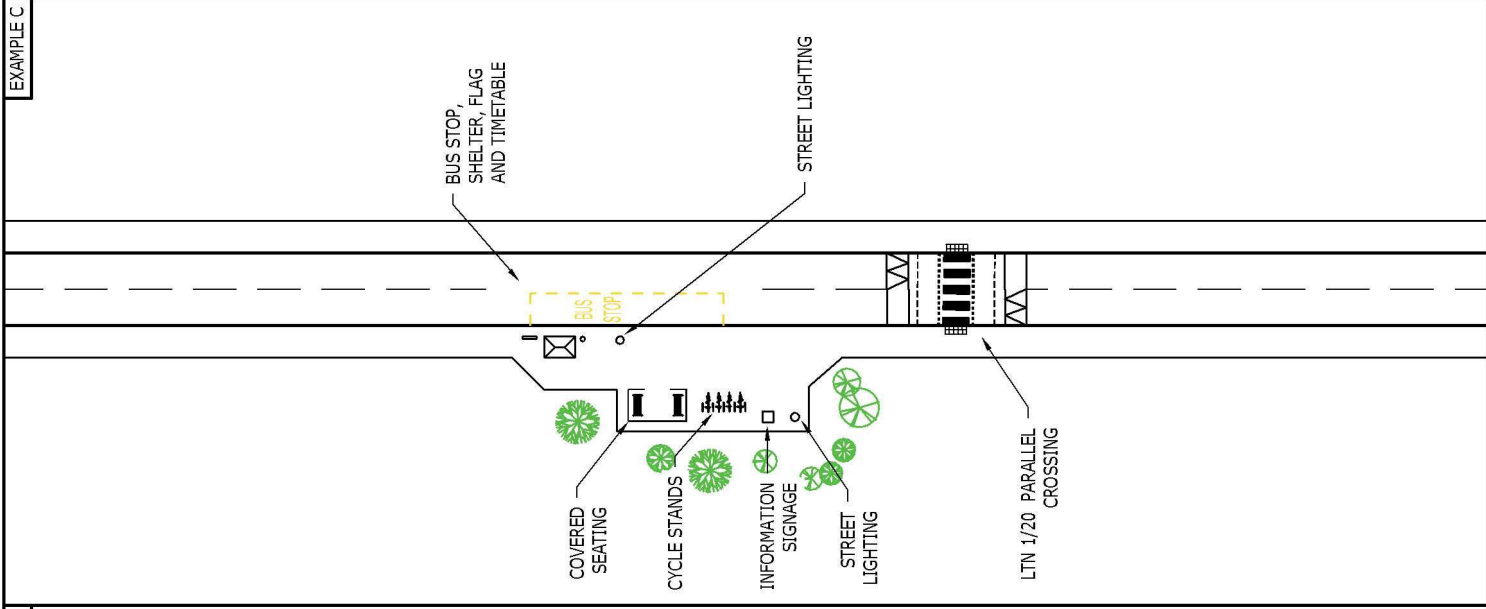 EXAMPLE C
BUS STOP,
SHELTER, FLAG
AND TIMETABLE
STREET LIGHTING
BUS
STOP
COVERED
SEATING
CYCLE STANDS
INFORMATION
SIGNAGE
STREET
LIGHTING
LTN 1/20 PARALLEL
CROSSING